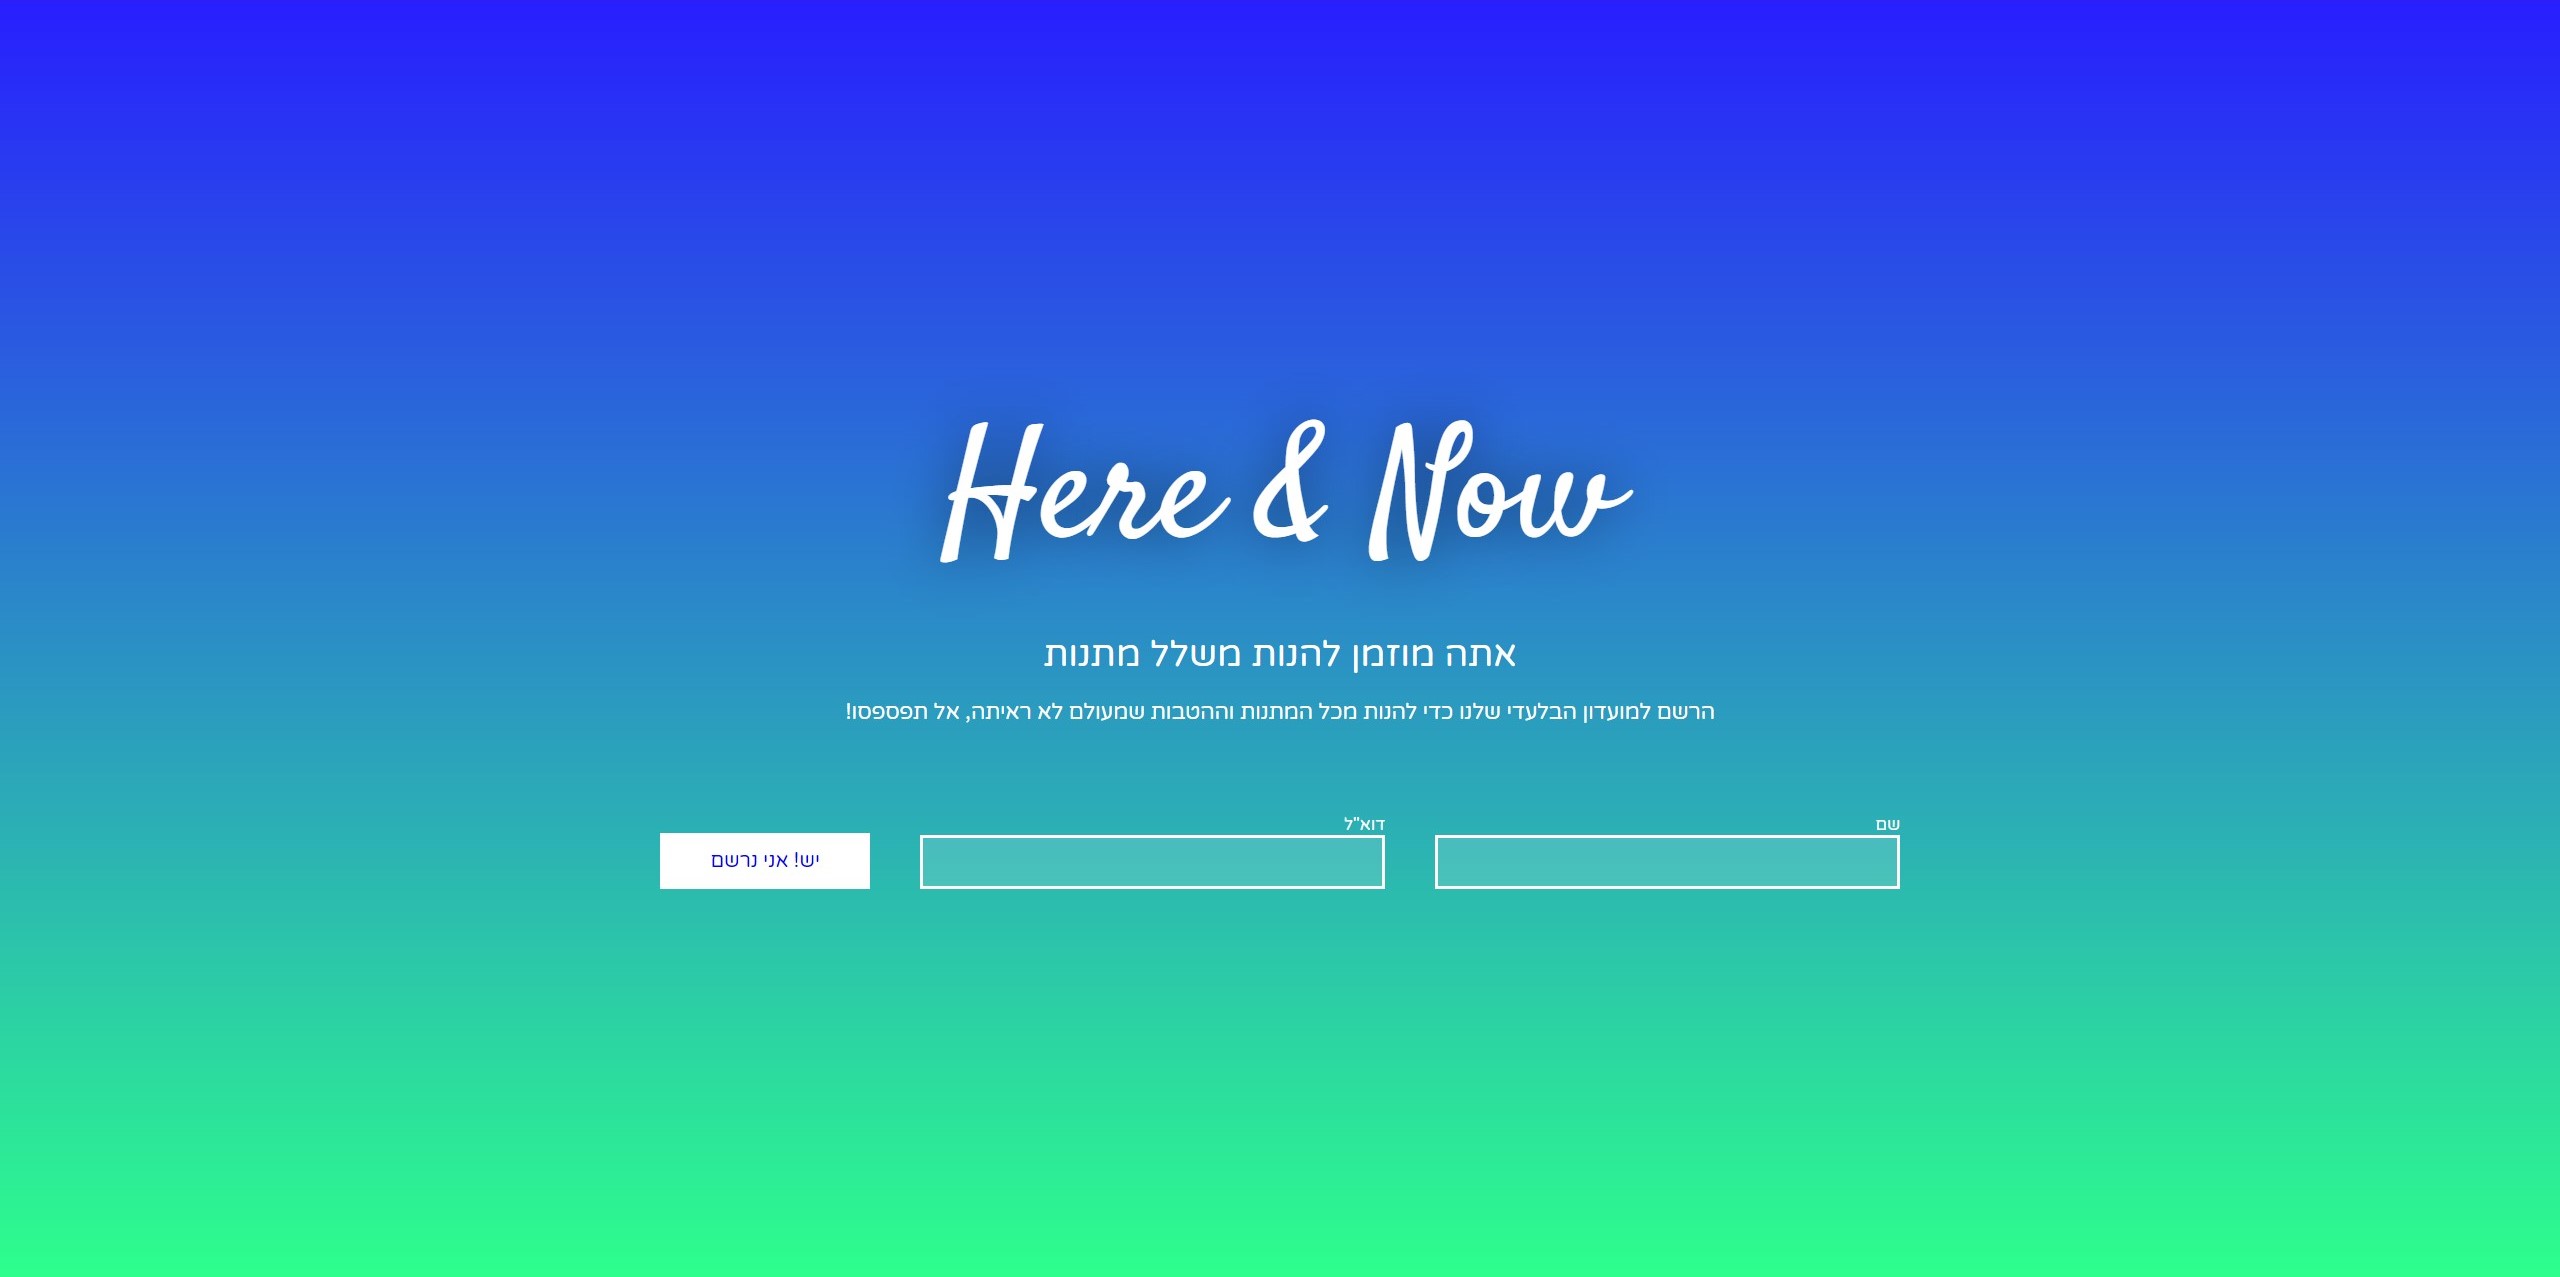 Here & Now
אתה מוזמן להנות משלל מתנות
הרשם למועדון הבלעדי שלנו כדי להנות מכל המתנות וההטבות שמעולם לא ראיתה, אל תפספסו!
שם
דוא"ל
יש! אני נרשם